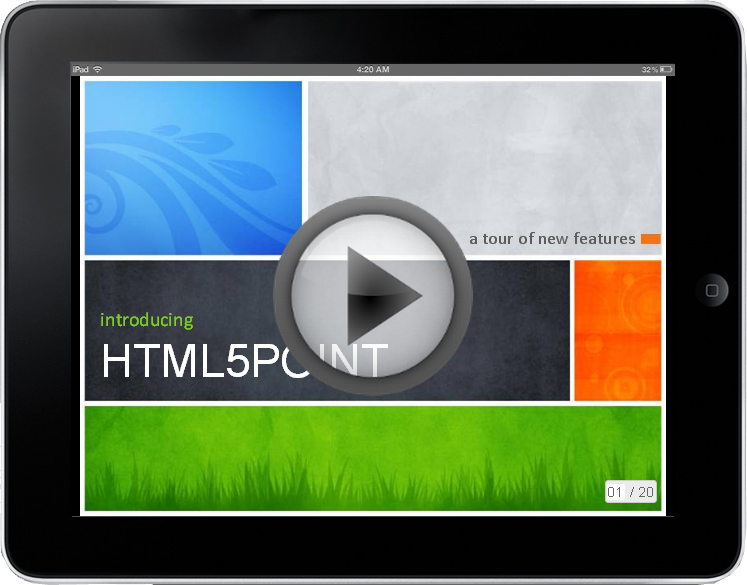 iPad 4:20 AM 32%
a tour of new features
introducing
HTML5POINT
01 / 20